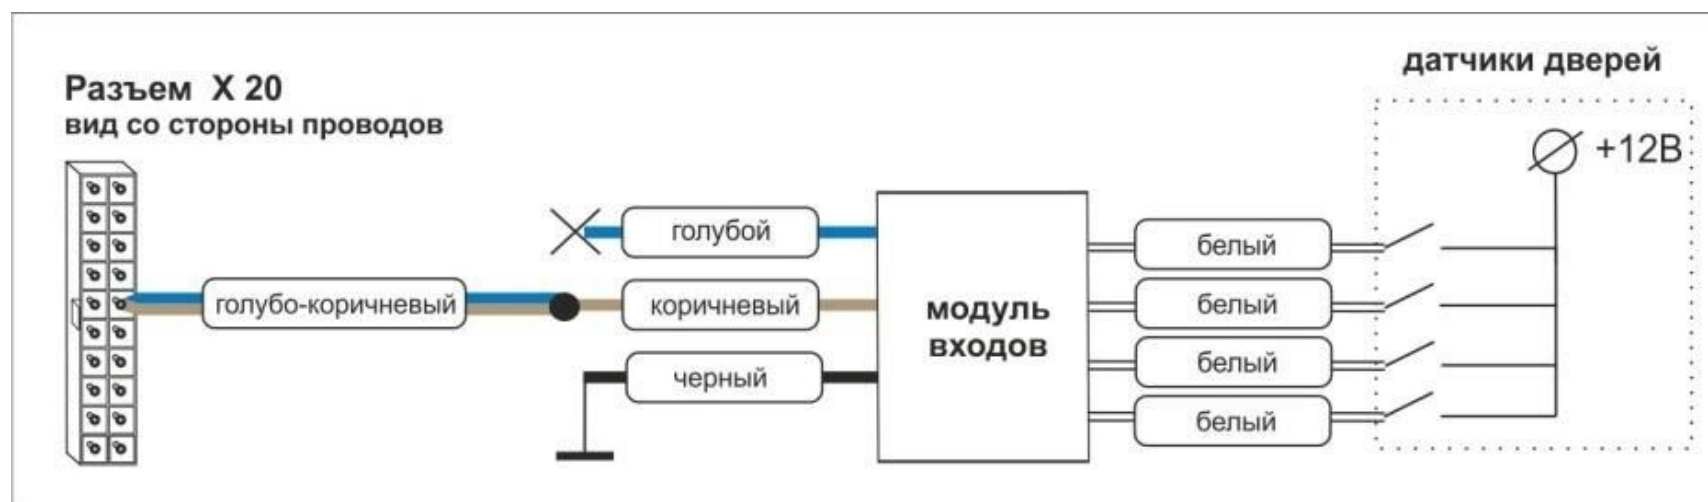 датчики дверей
Разъем X 20
вид со стороны проводов
+12В
голубой
белый
голубо-коричневый
коричневый
модуль
входов
белый
черный
белый
белый